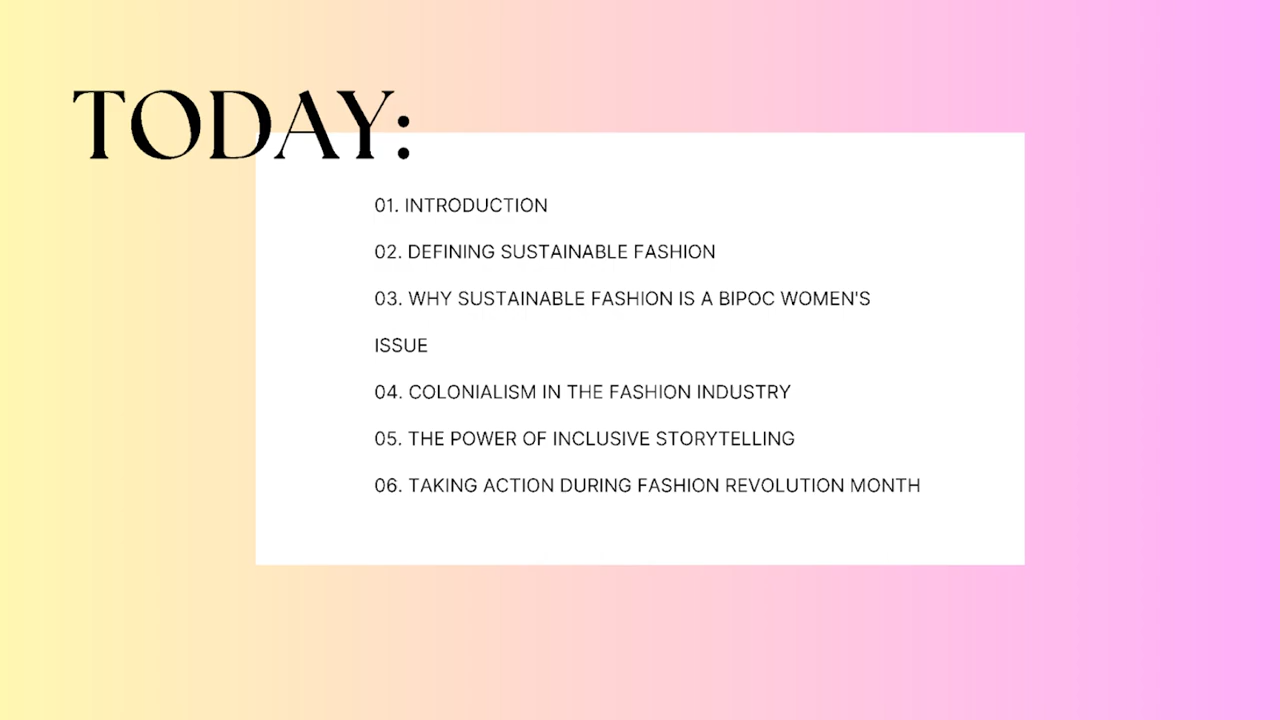 TODAY:
01. INTRODUCTION
02. DEFINING SUSTAINABLE FASHION
03. WHY SUSTAINABLE FASHION IS A BIPOC WOMEN'S
ISSUE
04. COLONIALISM IN THE FASHION INDUSTRY
05. THE POWER OF INCLUSIVE STORYTELLING
06. TAKING ACTION DURING FASHION REVOLUTION MONTH